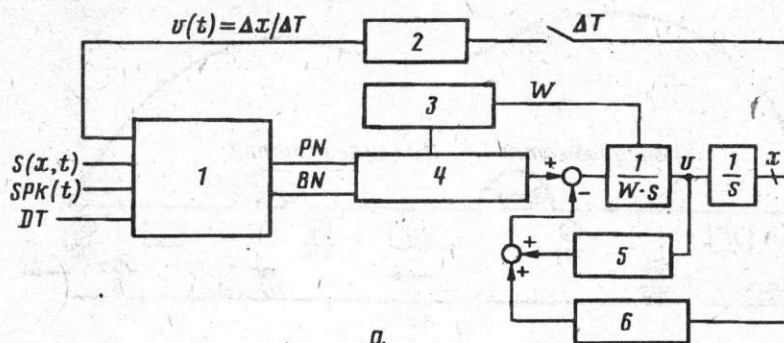 υ(t)=Δx/ΔT
2
ΔT
3
W
S(x,t)
SPK(t)
DT
1
PN
BN
4
+
−
1
W·S
υ
1
s
x
+
5
+
6
a